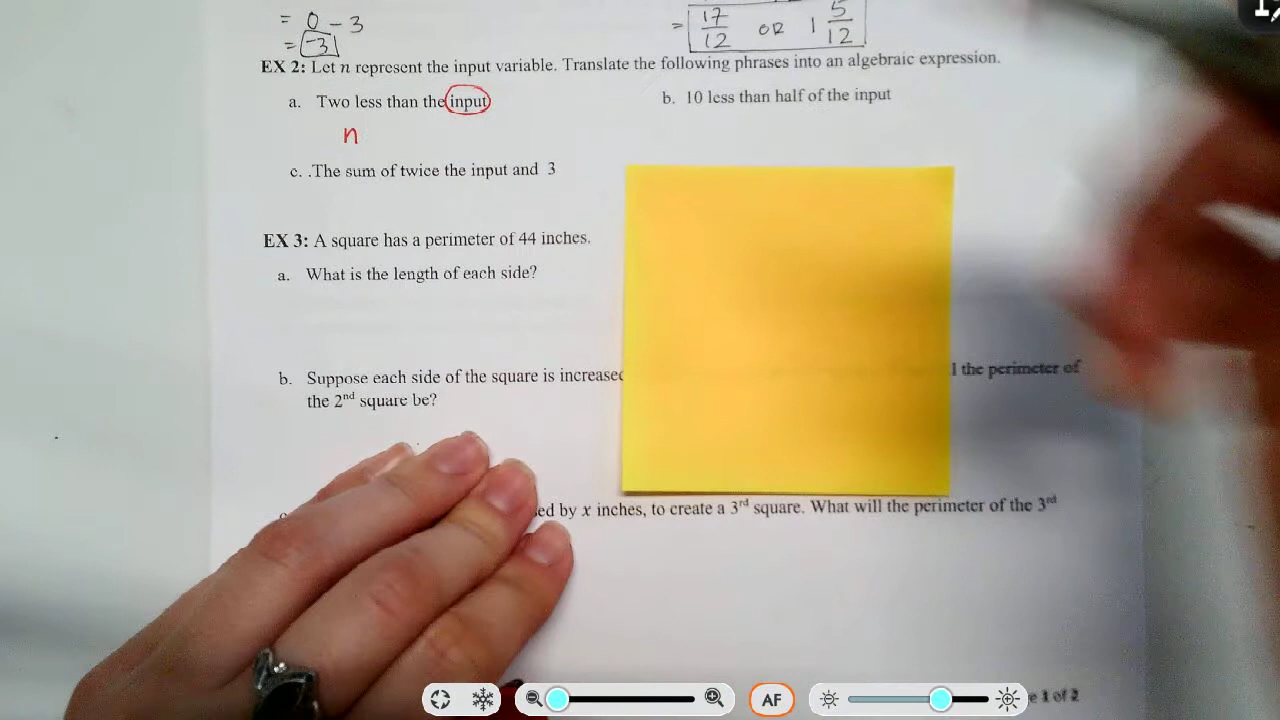 = 0 - 3
= -3
= 17/12 OR 1 5/12
EX 2: Let n represent the input variable. Translate the following phrases into an algebraic expression.
a. Two less than the input
b. 10 less than half of the input
n
c. .The sum of twice the input and 3
EX 3: A square has a perimeter of 44 inches.
a. What is the length of each side?
b. Suppose each side of the square is increased the perimeter of
the 2nd square be?
by x inches, to create a 3rd square. What will the perimeter of the 3rd
AF
1 of 2